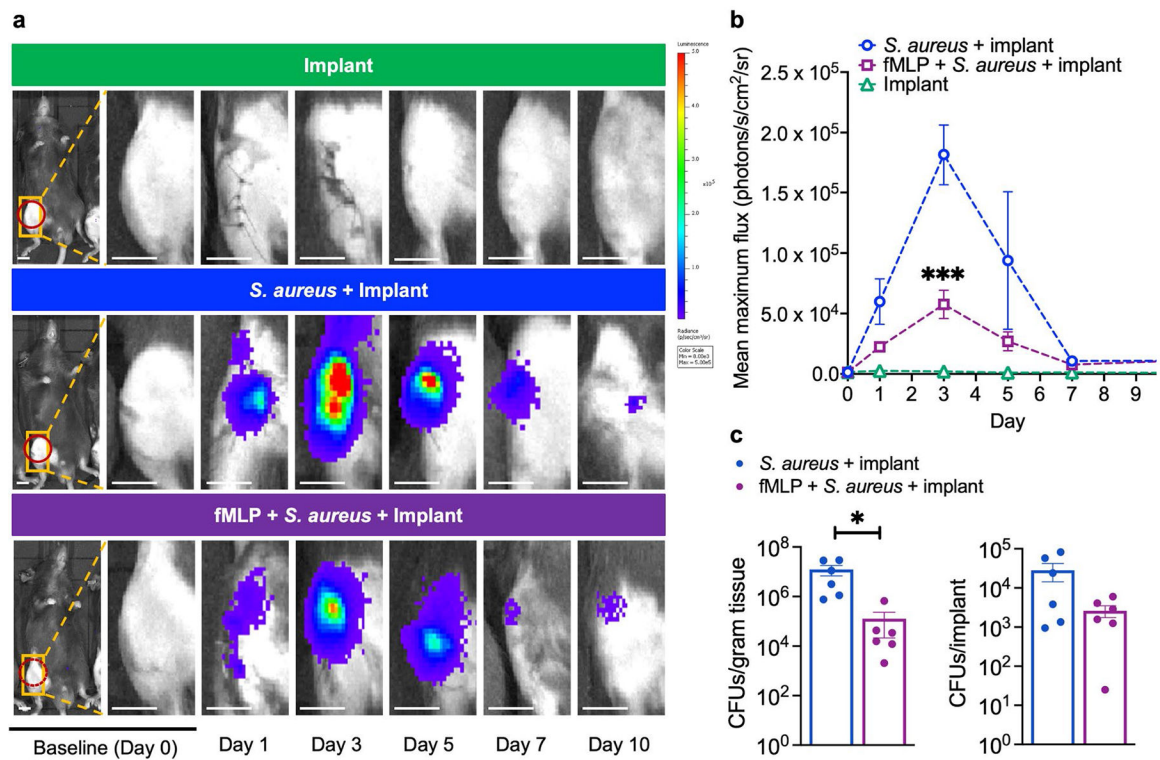 a
Implant
Luminescence
5.0
4.0
3.0
x10⁵
2.0
1.0
S. aureus + Implant
Radiance
(p/sec/cm²/sr)
Color Scale
Min = 8.00e3
Max = 5.00e5
fMLP + S. aureus + Implant
Baseline (Day 0)
Day 1
Day 3
Day 5
Day 7
Day 10
b
S. aureus + implant
fMLP + S. aureus + implant
Implant
Mean maximum flux (photons/s/cm²/sr)
2.5 x 10⁵
2.0 x 10⁵
1.5 x 10⁵
1.0 x 10⁵
5.0 x 10⁴
0.0
***
0 1 2 3 4 5 6 7 8 9
Day
c
S. aureus + implant
fMLP + S. aureus + implant
*
CFUs/gram tissue
10⁸
10⁶
10⁴
10²
10⁰
CFUs/implant
10⁵
10⁴
10³
10²
10¹
10⁰